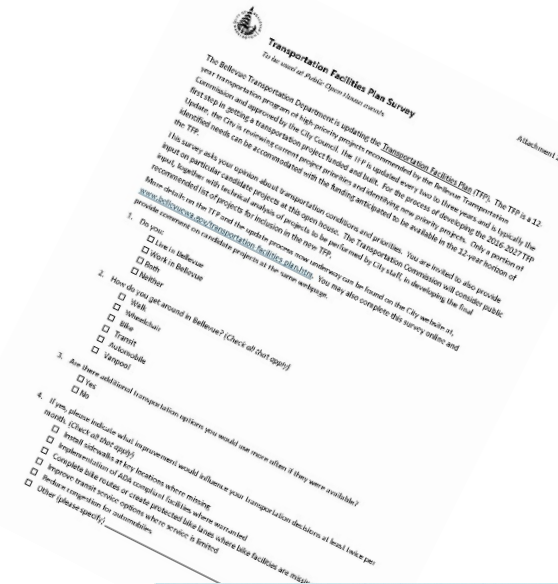 Transportation Facilities Plan Survey
To be used at Public Open House events
Attachment
The Bellevue Transportation Department is updating the Transportation Facilities Plan (TFP). The TFP is a 12-
year transportation program of high priority projects recommended by the Bellevue Transportation
Commission and approved by the City Council. The TFP is updated every two to three years and is typically the
first step in getting a transportation project funded and built. For the process of developing the 2016-2027 TFP
Update, the City is reviewing current project priorities and identifying new priority projects. Only a portion of
identified needs can be accommodated with the funding anticipated to be available in the 12-year horizon of
the TFP.
This survey asks your opinion about transportation conditions and priorities. You are invited to also provide
input on particular candidate projects at this open house. The Transportation Commission will consider public
input, together with technical analysis of projects to be performed by City staff, in developing the final
recommended list of projects for inclusion in the new TFP.
More details on the TFP and the update process now underway can be found on the City website at,
www.bellevuewa.gov/transportation_facilities_plan.htm. You may also complete this survey online and
provide comment on candidate projects at the same webpage.
1. Do you:
Live in Bellevue
Work in Bellevue
Both
Neither
2. How do you get around in Bellevue? (Check all that apply)
Walk
Wheelchair
Bike
Transit
Automobile
Vanpool
3. Are there additional transportation options you would use more often if they were available?
Yes
No
4. If yes, please indicate what improvement would influence your transportation decisions at least twice per
month. (Check all that apply)
Install sidewalks at key locations where missing
Implementation of ADA compliant facilities where warranted
Complete bike routes or create protected bike lanes where bike facilities are missing
Improve transit service options where service is limited
Reduce congestion for automobiles
Other (please specify)